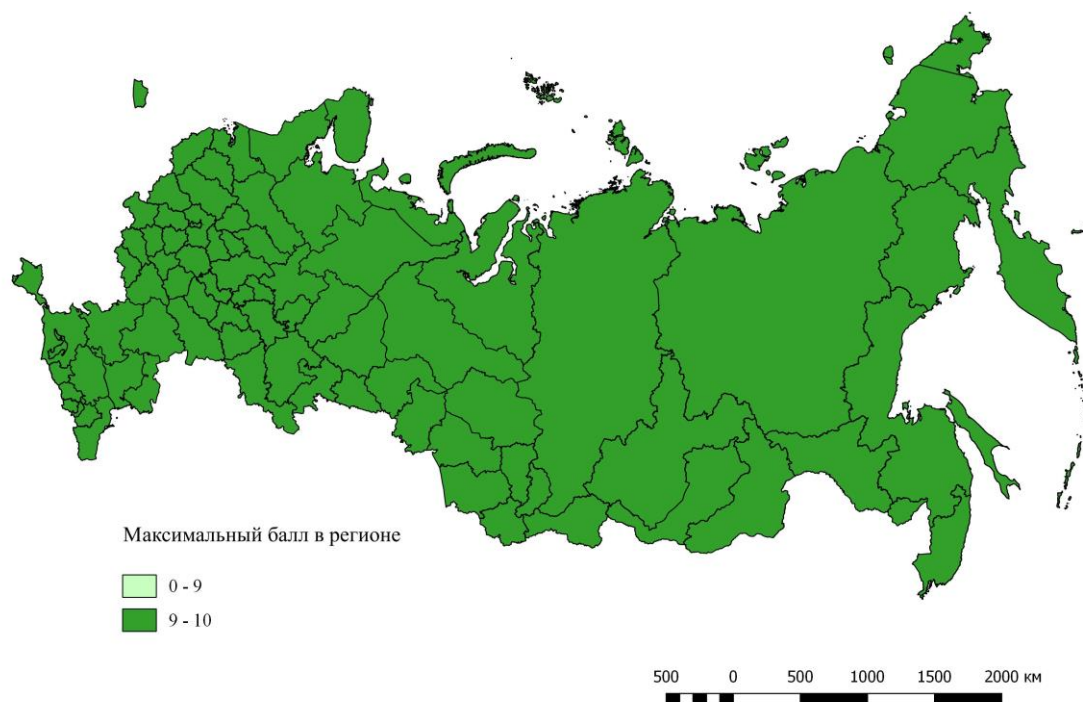 Максимальный балл в регионе
0 - 9
9 - 10
500 0 500 1000 1500 2000 км